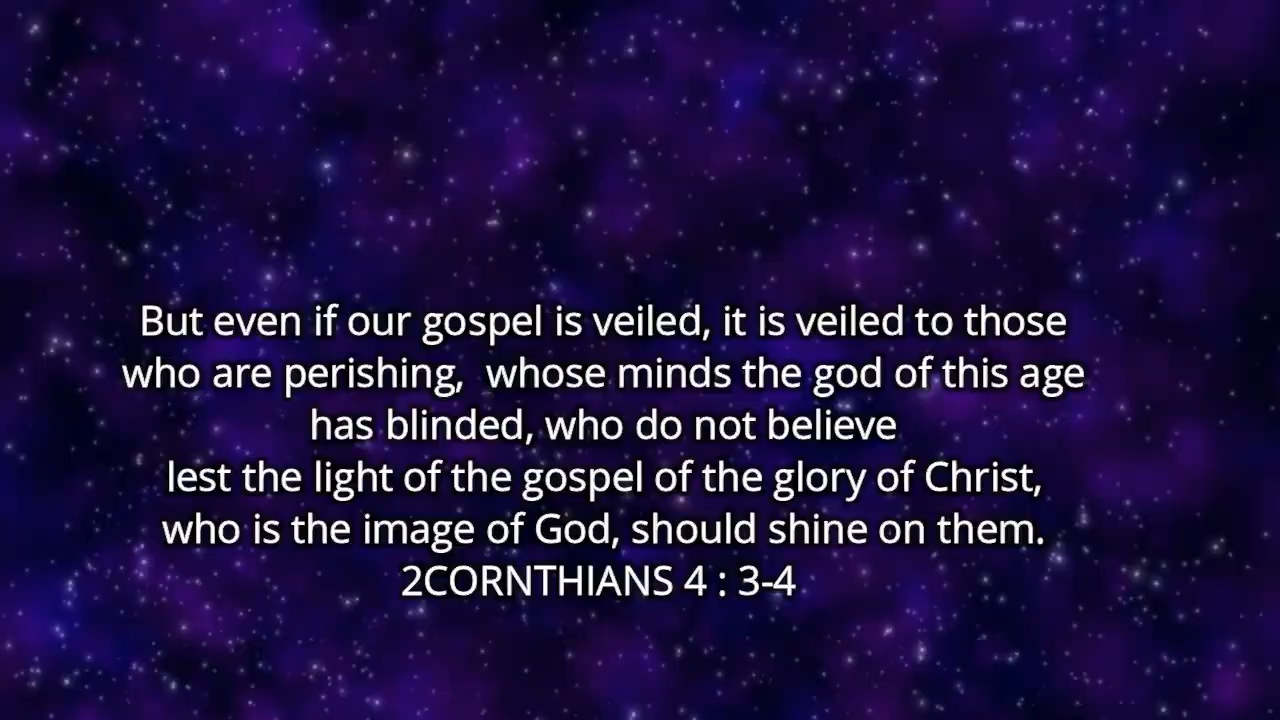 But even if our gospel is veiled, it is veiled to those
who are perishing,  whose minds the god of this age
has blinded, who do not believe
lest the light of the gospel of the glory of Christ,
who is the image of God, should shine on them.
2CORNTHIANS 4 : 3-4